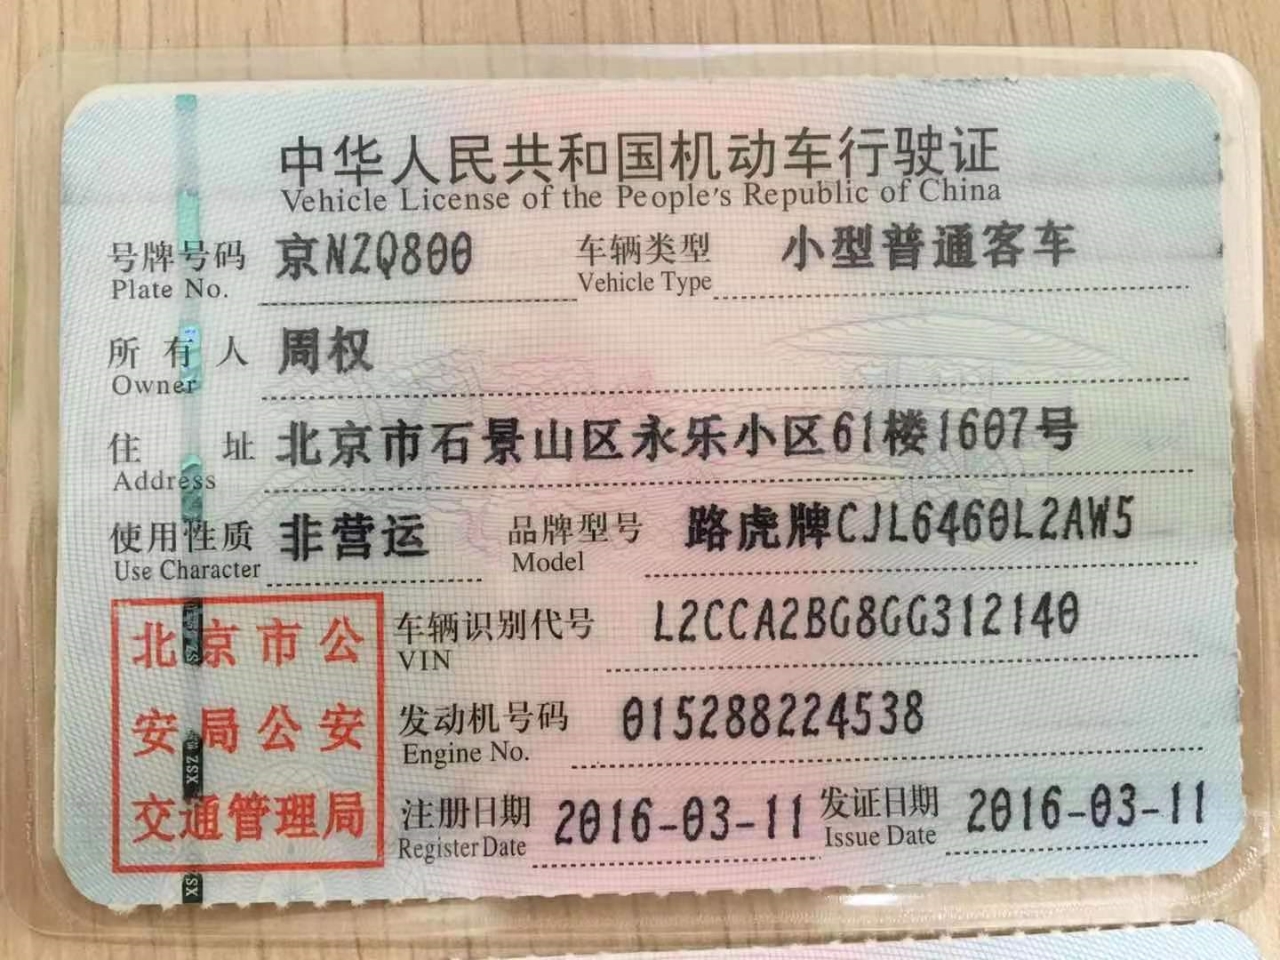 中华人民共和国机动车行驶证
Vehicle License of the People's Republic of China
号牌号码 京NZQ800 车辆类型 小型普通客车
Plate No. Vehicle Type
所有人 周权
Owner
住址 北京市石景山区永乐小区61楼1607号
Address
使用性质 非营运 品牌型号 路虎牌CJL6460L2AW5
Use Character Model
车辆识别代号 L2CCA2BG8GG312140
VIN
发动机号码 015288224538
Engine No.
注册日期 2016-03-11 发证日期 2016-03-11
Register Date Issue Date
北京市公
安局公安
交通管理局